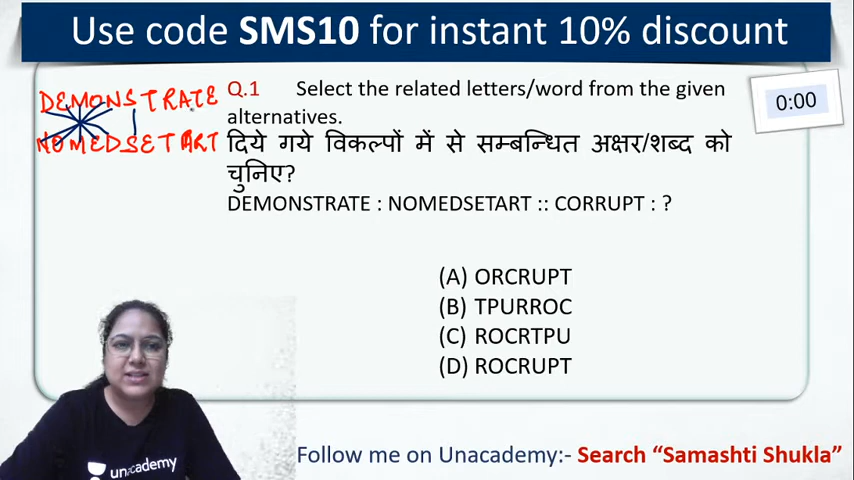 Use code SMS10 for instant 10% discount
DEMONSTRATE
NOMEDSETART
Q.1 Select the related letters/word from the given
alternatives.
दिये गये विकल्पों में से सम्बन्धित अक्षर/शब्द को
चुनिए?
DEMONSTRATE : NOMEDSETART :: CORRUPT : ?
0:00
(A) ORCRUPT
(B) TPURROC
(C) ROCRTPU
(D) ROCRUPT
unacademy
Follow me on Unacademy:- Search “Samashti Shukla”